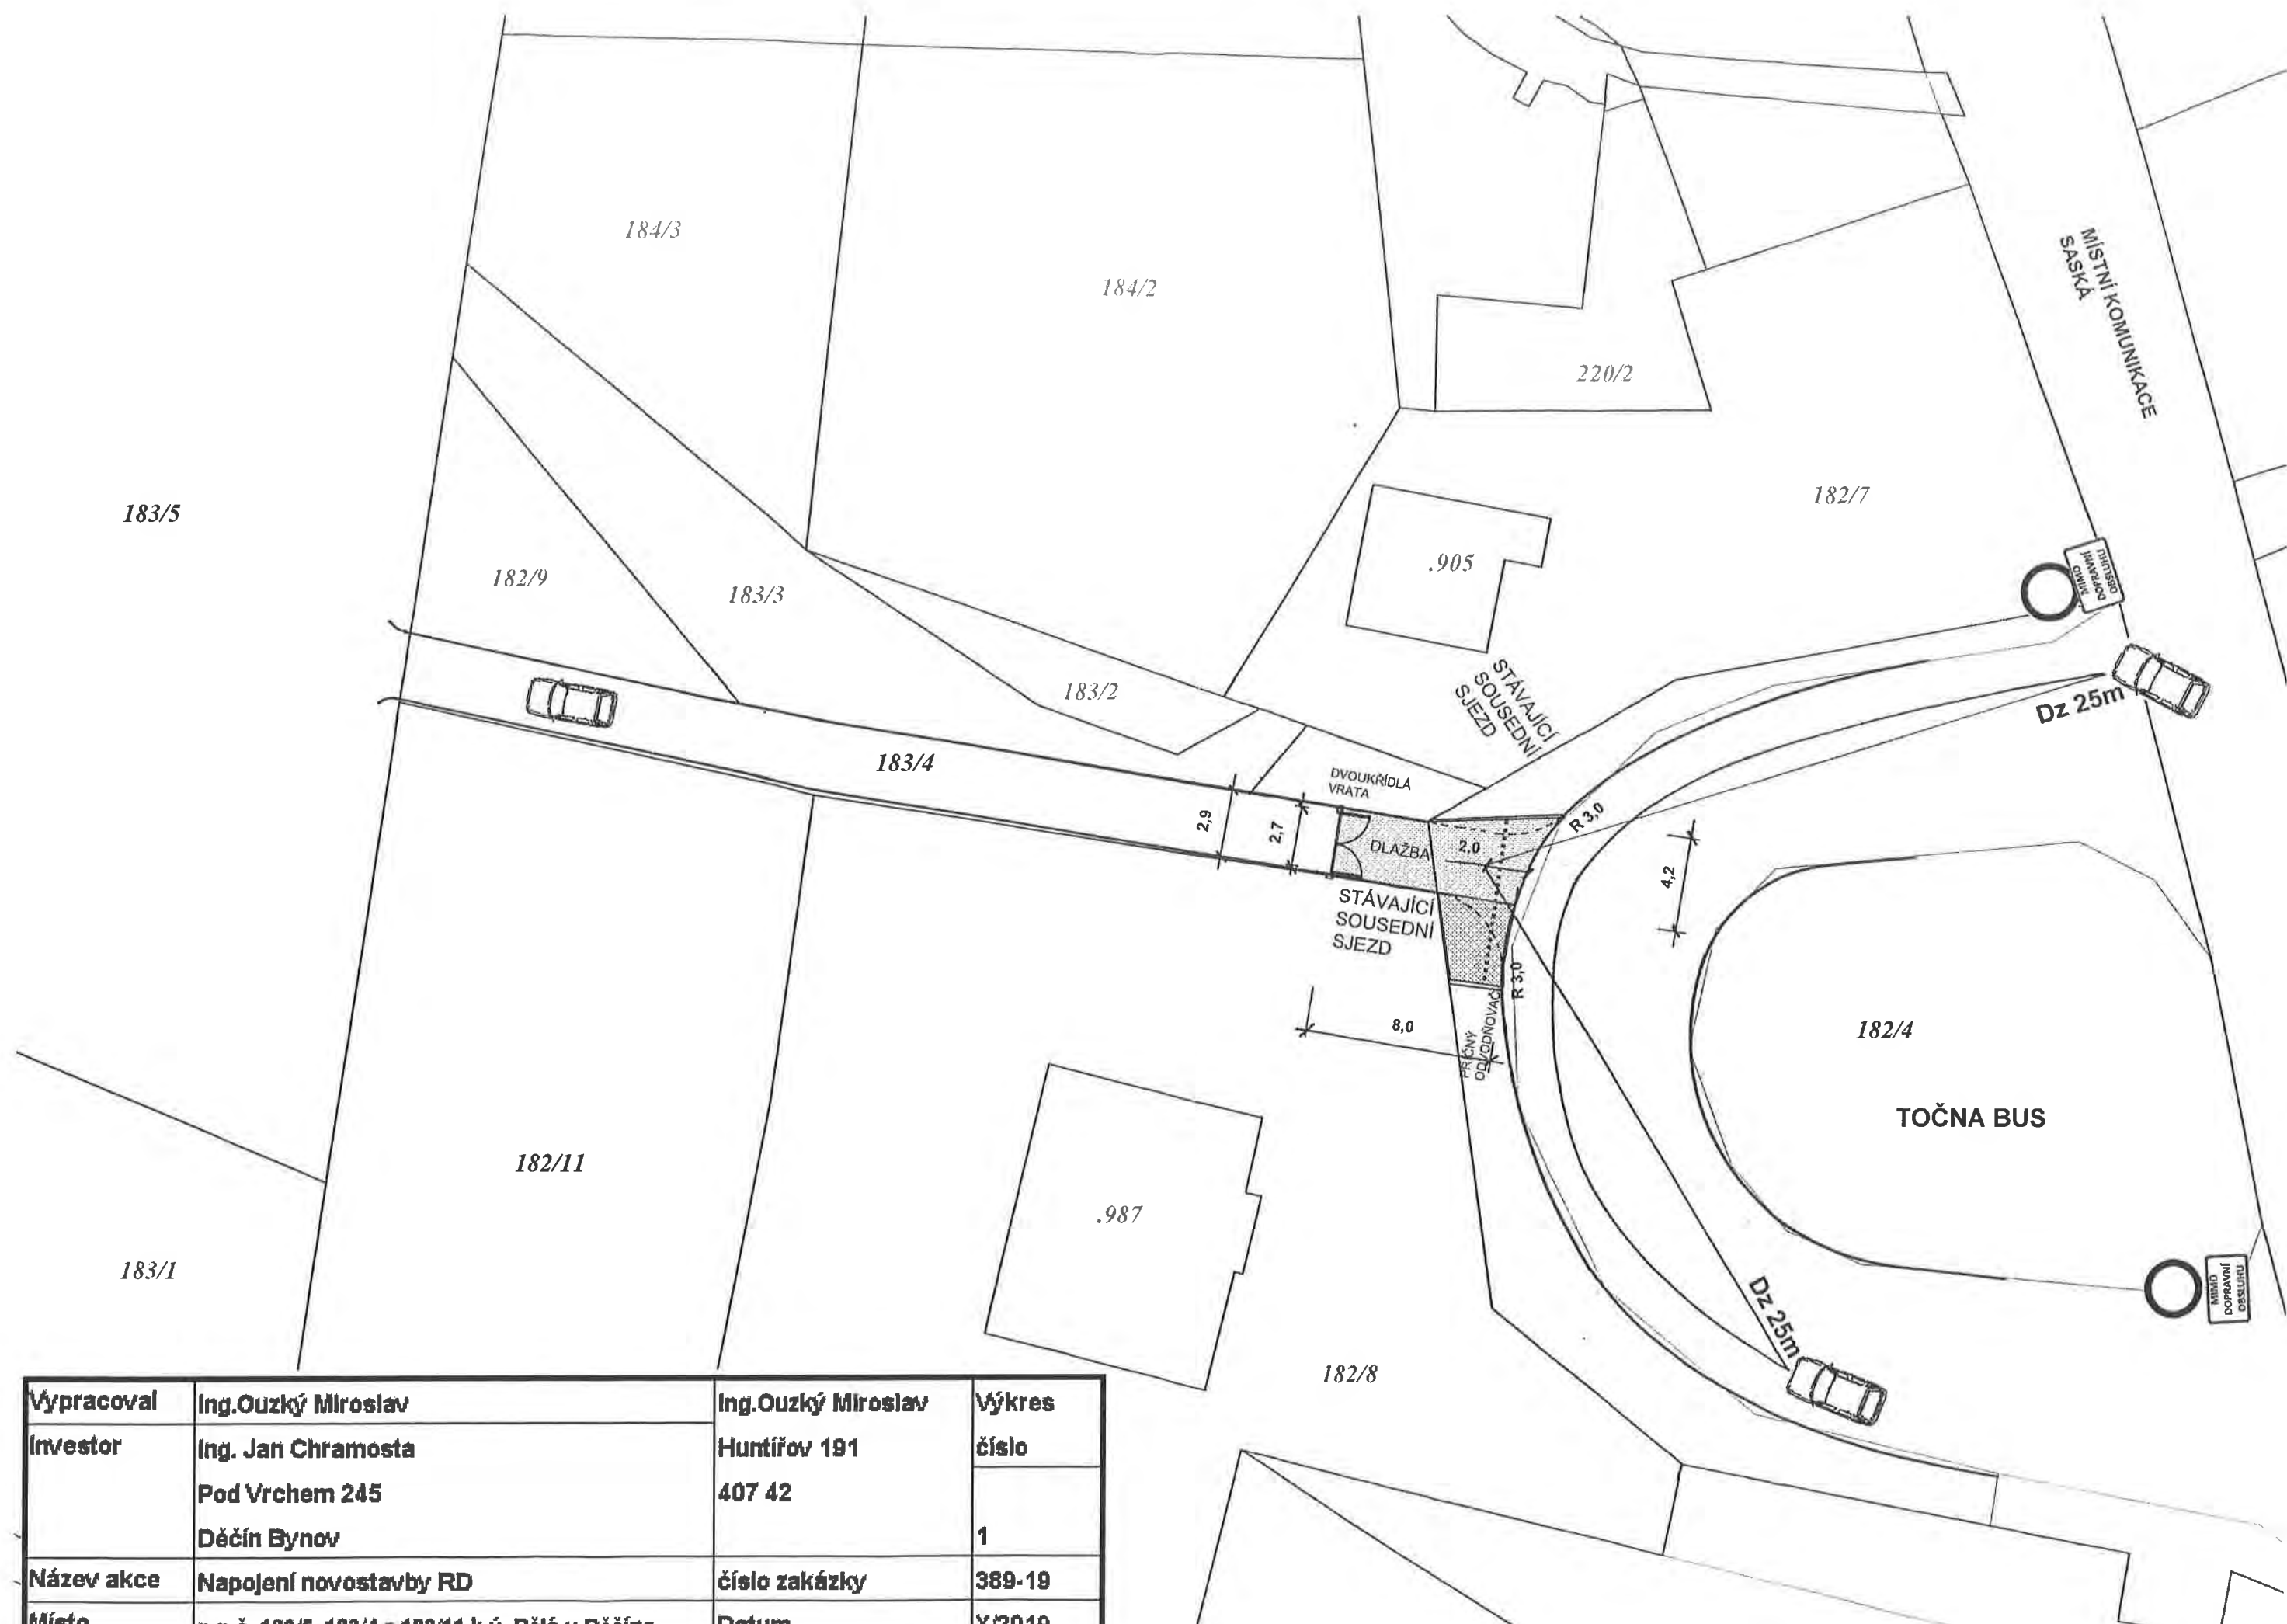 184/3
184/2
220/2
MÍSTNÍ KOMUNIKACE
SASKÁ
183/5
182/7
.905
182/9
183/3
MIMO
DOPRAVNÍ
OBSLUHU
183/2
STÁVAJÍCÍ
SOUSEDNÍ
SJEZD
Dz 25m
183/4
DVOUKŘÍDLÁ
VRATA
2,9
2,7
DLAŽBA
2,0
R 3,0
4,2
STÁVAJÍCÍ
SOUSEDNÍ
SJEZD
R 3,0
8,0
PŘÍČNÝ
ODVODŇOVAČ
182/4
TOČNA BUS
182/11
.987
183/1
MIMO
DOPRAVNÍ
OBSLUHU
Dz 25m
182/8
Vypracoval Ing.Ouzký Miroslav Ing.Ouzký Miroslav Výkres
Investor Ing. Jan Chramosta Huntířov 191 číslo
Pod Vrchem 245 407 42
Děčín Bynov 1
Název akce Napojení novostavby RD číslo zakázky 389-19
Místo Datum X/2019